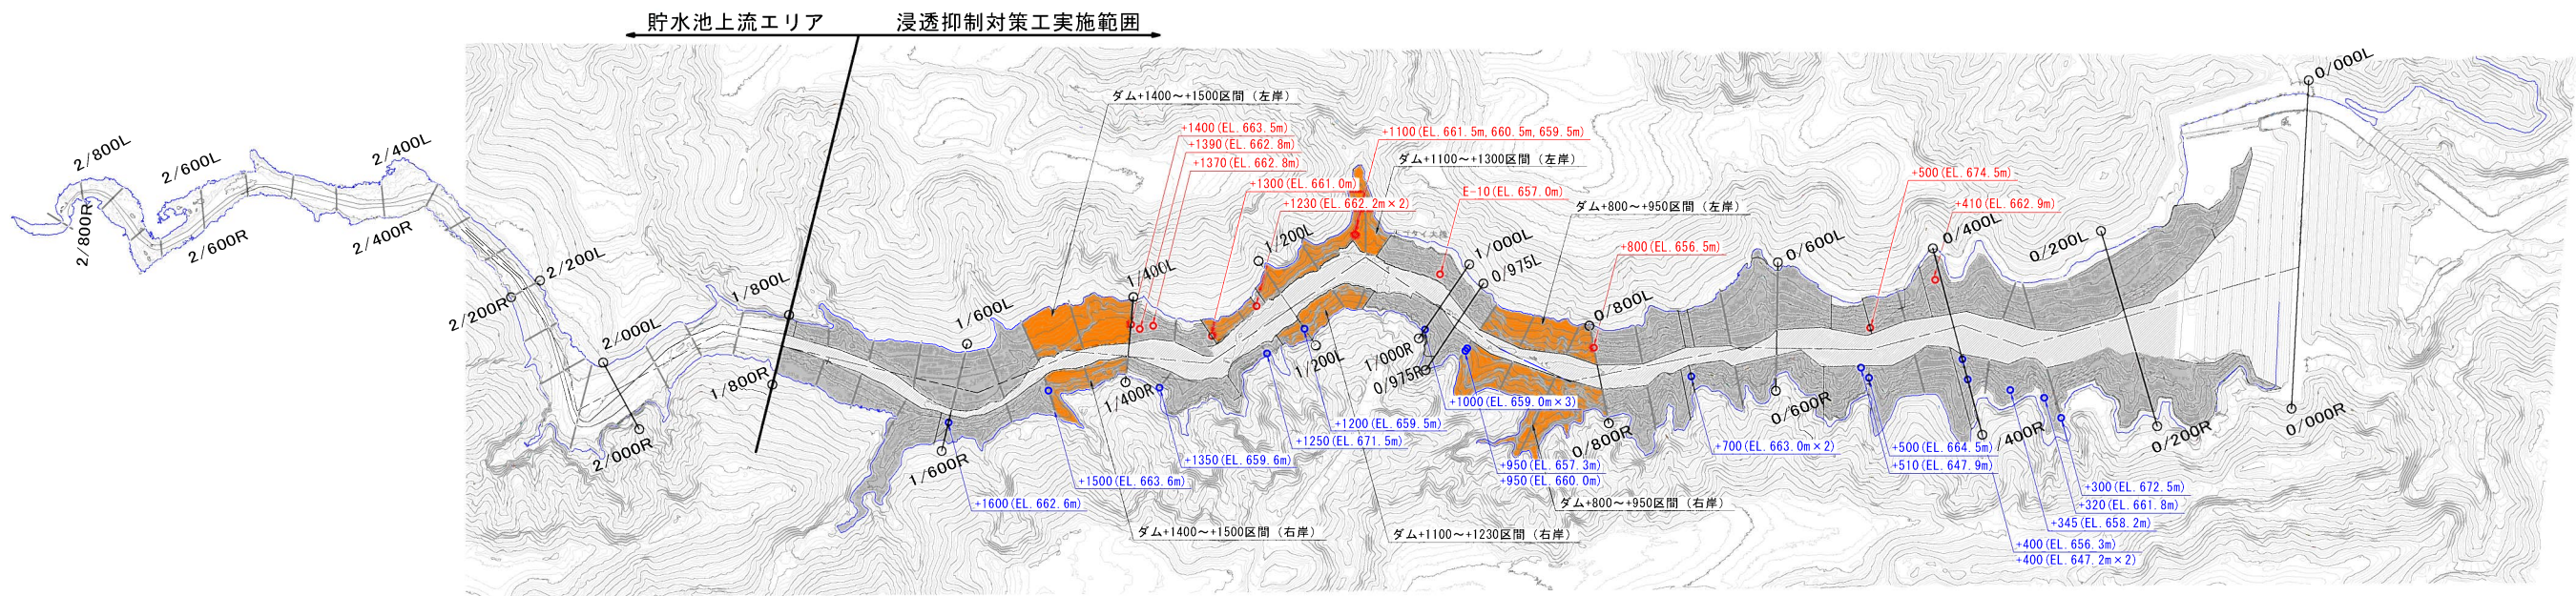 貯水池上流エリア
浸透抑制対策工実施範囲
0/000L
ダム+1400～+1500区間（左岸）
+1400(EL.663.5m)
+1390(EL.662.8m)
+1370(EL.662.8m)
+1300(EL.661.0m)
+1230(EL.662.2m×2)
+1100(EL.661.5m, 660.5m, 659.5m)
ダム+1100～+1300区間（左岸）
E-10(EL.657.0m)
ダム+800～+950区間（左岸）
+800(EL.656.5m)
+500(EL.674.5m)
+410(EL.662.9m)
2/800L
2/600L
2/400L
2/200L
2/000L
1/800L
1/600L
1/400L
1/200L
1/000L
0/975L
0/800L
0/600L
0/400L
0/200L
2/800R
2/600R
2/400R
2/200R
2/000R
1/800R
1/600R
1/400R
1/200L
1/000R
0/975R
0/800R
0/600R
0/400R
0/200R
0/000R
+1600(EL.662.6m)
+1500(EL.663.6m)
+1350(EL.659.6m)
+1250(EL.671.5m)
+1200(EL.659.5m)
+1000(EL.659.0m×3)
+950(EL.657.3m)
+950(EL.660.0m)
+700(EL.663.0m×2)
+500(EL.664.5m)
+510(EL.647.9m)
+300(EL.672.5m)
+320(EL.661.8m)
+345(EL.658.2m)
+400(EL.656.3m)
+400(EL.647.2m×2)
ダム+1400～+1500区間（右岸）
ダム+1100～+1230区間（右岸）
ダム+800～+950区間（右岸）